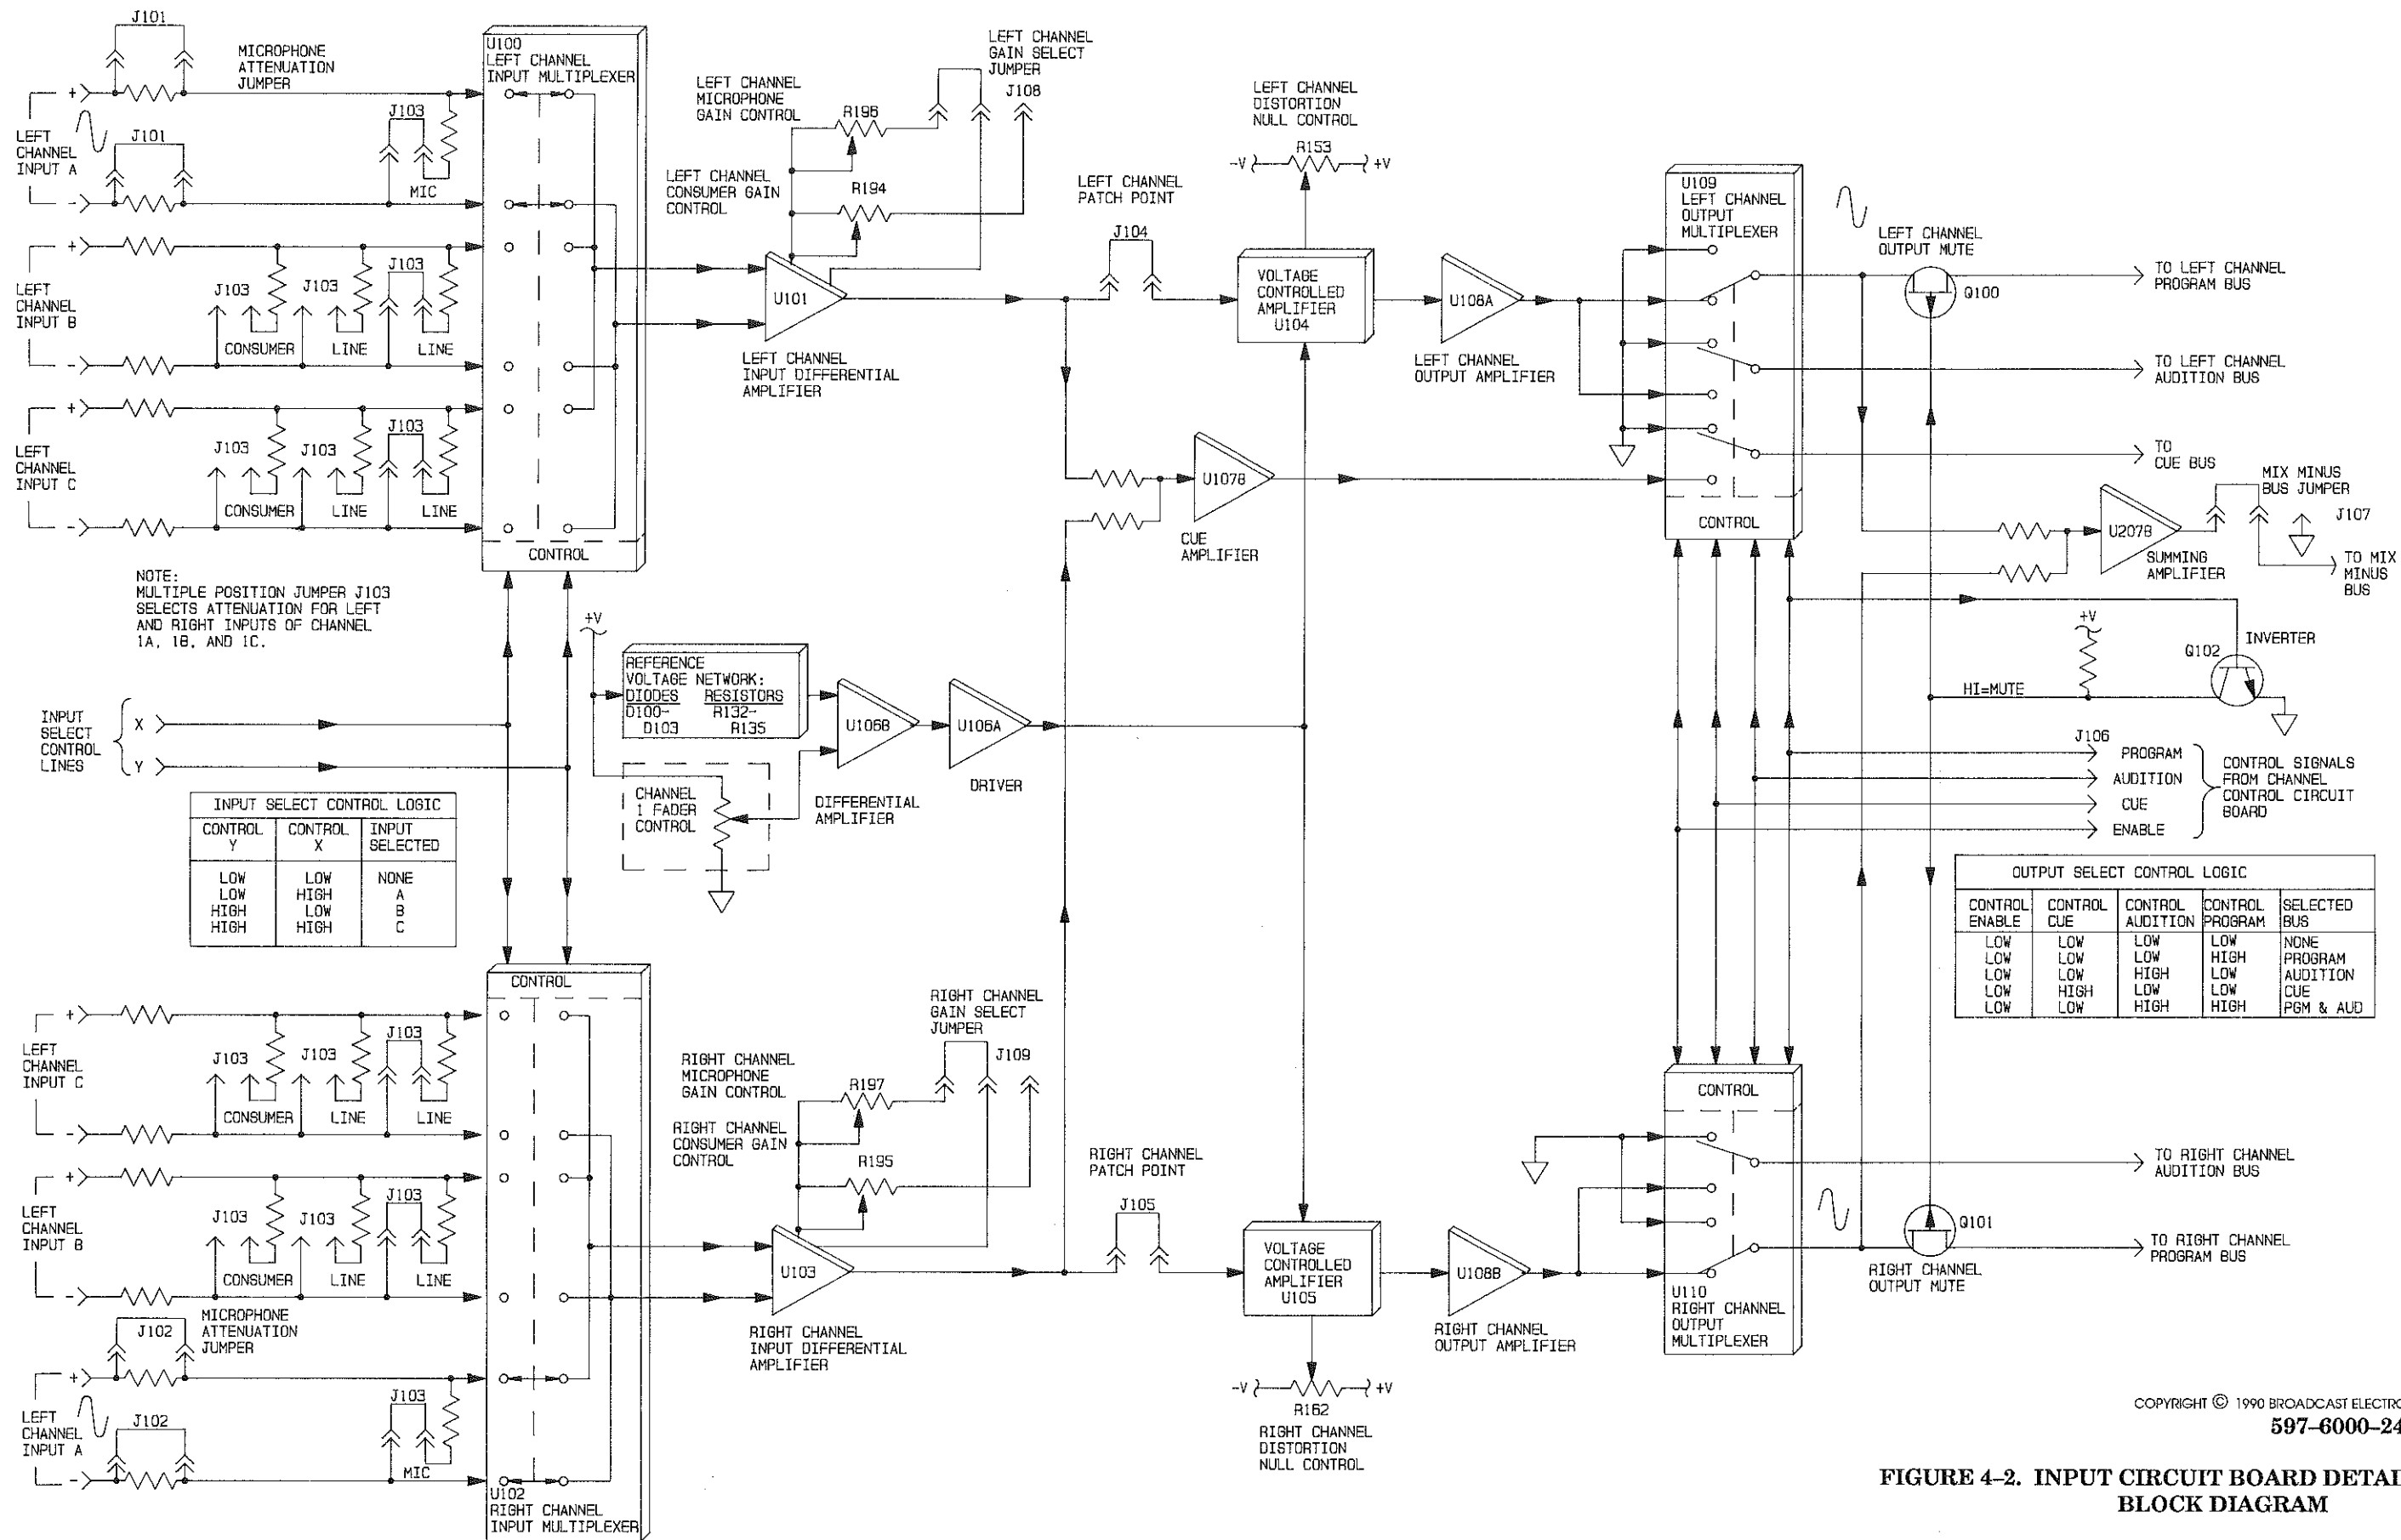 J101
MICROPHONE
ATTENUATION
JUMPER
+
LEFT
CHANNEL
INPUT A
J101
-
J103
MIC
+
LEFT
CHANNEL
INPUT B
-
J103
J103
J103
CONSUMER
LINE
LINE
+
LEFT
CHANNEL
INPUT C
-
J103
J103
J103
CONSUMER
LINE
LINE
U100
LEFT CHANNEL
INPUT MULTIPLEXER
CONTROL
NOTE:
MULTIPLE POSITION JUMPER J103
SELECTS ATTENUATION FOR LEFT
AND RIGHT INPUTS OF CHANNEL
1A, 1B, AND 1C.
LEFT CHANNEL
MICROPHONE
GAIN CONTROL
R196
LEFT CHANNEL
GAIN SELECT
JUMPER
J108
LEFT CHANNEL
CONSUMER GAIN
CONTROL
R194
U101
LEFT CHANNEL
INPUT DIFFERENTIAL
AMPLIFIER
LEFT CHANNEL
PATCH POINT
J104
LEFT CHANNEL
DISTORTION
NULL CONTROL
-V
R153
+V
VOLTAGE
CONTROLLED
AMPLIFIER
U104
U108A
LEFT CHANNEL
OUTPUT AMPLIFIER
U107B
CUE
AMPLIFIER
U109
LEFT CHANNEL
OUTPUT
MULTIPLEXER
CONTROL
LEFT CHANNEL
OUTPUT MUTE
Q100
TO LEFT CHANNEL
PROGRAM BUS
TO LEFT CHANNEL
AUDITION BUS
TO
CUE BUS
MIX MINUS
BUS JUMPER
J107
U207B
SUMMING
AMPLIFIER
TO MIX
MINUS
BUS
+V
INVERTER
Q102
HI=MUTE
J106
PROGRAM
AUDITION
CUE
ENABLE
CONTROL SIGNALS
FROM CHANNEL
CONTROL CIRCUIT
BOARD
INPUT
SELECT
CONTROL
LINES
X
Y
+V
REFERENCE
VOLTAGE NETWORK:
DIODES RESISTORS
D100- R132-
D103 R135
CHANNEL
1 FADER
CONTROL
U106B
DIFFERENTIAL
AMPLIFIER
U106A
DRIVER
INPUT SELECT CONTROL LOGIC
CONTROL CONTROL INPUT
Y X SELECTED
LOW LOW NONE
LOW HIGH A
HIGH LOW B
HIGH HIGH C
OUTPUT SELECT CONTROL LOGIC
CONTROL CONTROL CONTROL CONTROL SELECTED
ENABLE CUE AUDITION PROGRAM BUS
LOW LOW LOW LOW NONE
LOW LOW LOW HIGH PROGRAM
LOW LOW HIGH LOW AUDITION
LOW HIGH LOW LOW CUE
LOW LOW HIGH HIGH PGM & AUD
+
LEFT
CHANNEL
INPUT C
-
J103
J103
J103
CONSUMER
LINE
LINE
+
LEFT
CHANNEL
INPUT B
-
J103
J103
J103
CONSUMER
LINE
LINE
MICROPHONE
ATTENUATION
JUMPER
J102
+
LEFT
CHANNEL
INPUT A
J102
-
J103
MIC
CONTROL
U102
RIGHT CHANNEL
INPUT MULTIPLEXER
RIGHT CHANNEL
MICROPHONE
GAIN CONTROL
R197
RIGHT CHANNEL
GAIN SELECT
JUMPER
J109
RIGHT CHANNEL
CONSUMER GAIN
CONTROL
R195
U103
RIGHT CHANNEL
INPUT DIFFERENTIAL
AMPLIFIER
RIGHT CHANNEL
PATCH POINT
J105
VOLTAGE
CONTROLLED
AMPLIFIER
U105
-V
R162
+V
RIGHT CHANNEL
DISTORTION
NULL CONTROL
U108B
RIGHT CHANNEL
OUTPUT AMPLIFIER
CONTROL
U110
RIGHT CHANNEL
OUTPUT
MULTIPLEXER
TO RIGHT CHANNEL
AUDITION BUS
Q101
RIGHT CHANNEL
OUTPUT MUTE
TO RIGHT CHANNEL
PROGRAM BUS
COPYRIGHT © 1990 BROADCAST ELECTRO
597-6000-24
FIGURE 4-2. INPUT CIRCUIT BOARD DETAI
BLOCK DIAGRAM